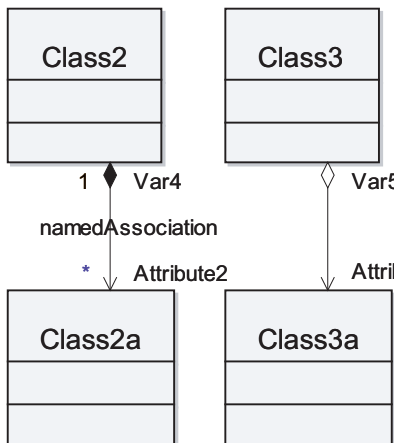 Class2
Class3
1 Var4
Var5
namedAssociation
* Attribute2
Class2a
Class3a